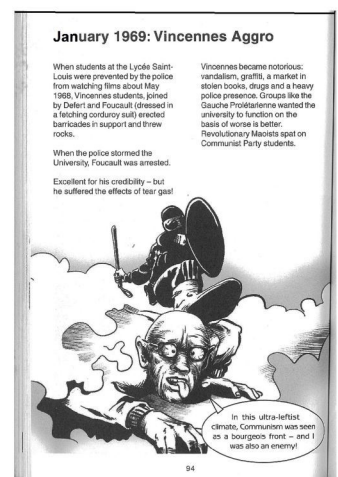 January 1969: Vincennes Aggro
When students at the Lycée Saint-
Louis were prevented by the police
from watching films about May
1968, Vincennes students, joined
by Defert and Foucault (dressed in
a fetching corduroy suit) erected
barricades in support and threw
rocks.
When the police stormed the
University, Foucault was arrested.
Excellent for his credibility – but
he suffered the effects of tear gas!
Vincennes became notorious:
vandalism, graffiti, a market in
stolen books, drugs and a heavy
police presence. Groups like the
Gauche Prolétarienne wanted the
university to function on the
basis of worse is better.
Revolutionary Maoists spat on
Communist Party students.
In this ultra-leftist
climate, Communism was seen
as a bourgeois front – and I
was also an enemy!
94